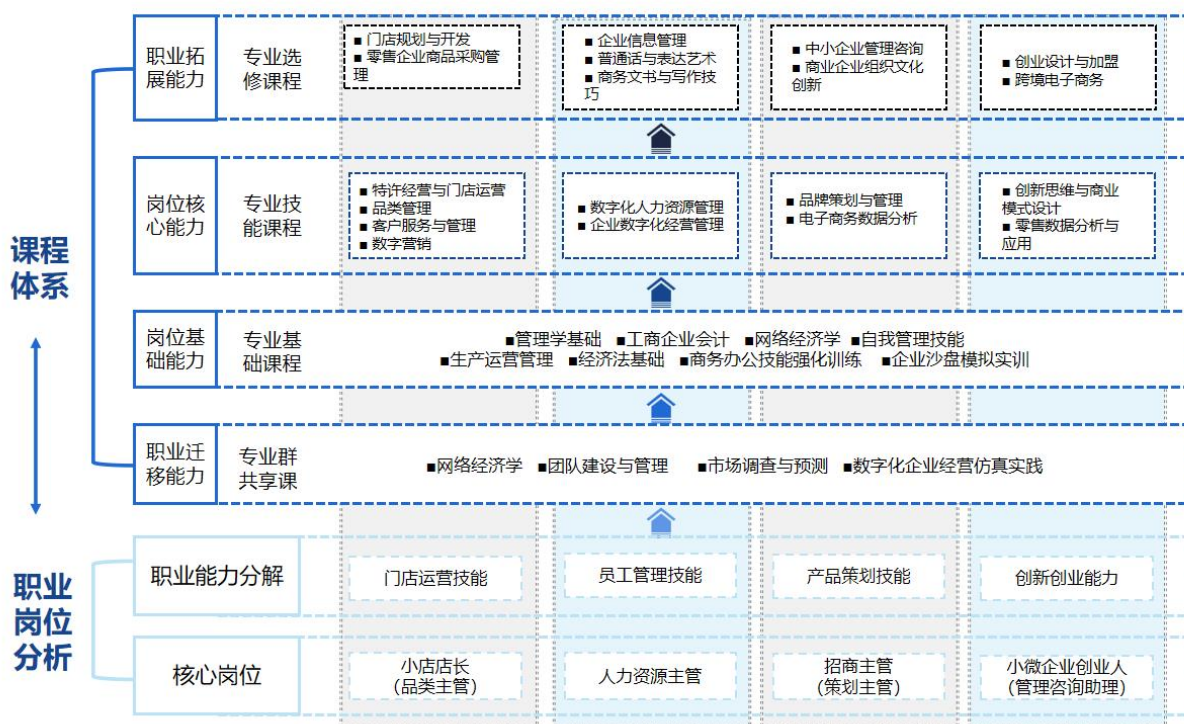 课程
体系
职业
岗位
分析
职业拓
展能力
专业选
修课程
■ 门店规划与开发
■ 零售企业商品采购管
理
■ 企业信息管理
■ 普通话与表达艺术
■ 商务文书与写作技
巧
■ 中小企业管理咨询
■ 商业企业组织文化
创新
■ 创业设计与加盟
■ 跨境电子商务
岗位核
心能力
专业技
能课程
■ 特许经营与门店运营
■ 品类管理
■ 客户服务与管理
■ 数字营销
■ 数字化人力资源管理
■ 企业数字化经营管理
■ 品牌策划与管理
■ 电子商务数据分析
■ 创新思维与商业
模式设计
■ 零售数据分析与
应用
岗位基
础能力
专业基
础课程
■管理学基础 ■工商企业会计 ■网络经济学 ■自我管理技能
■生产运营管理 ■经济法基础 ■商务办公技能强化训练 ■企业沙盘模拟实训
职业迁
移能力
专业群
共享课
■网络经济学 ■团队建设与管理 ■市场调查与预测 ■数字化企业经营仿真实践
职业能力分解
门店运营技能
员工管理技能
产品策划技能
创新创业能力
核心岗位
小店店长
(品类主管)
人力资源主管
招商主管
(策划主管)
小微企业创业人
(管理咨询助理)